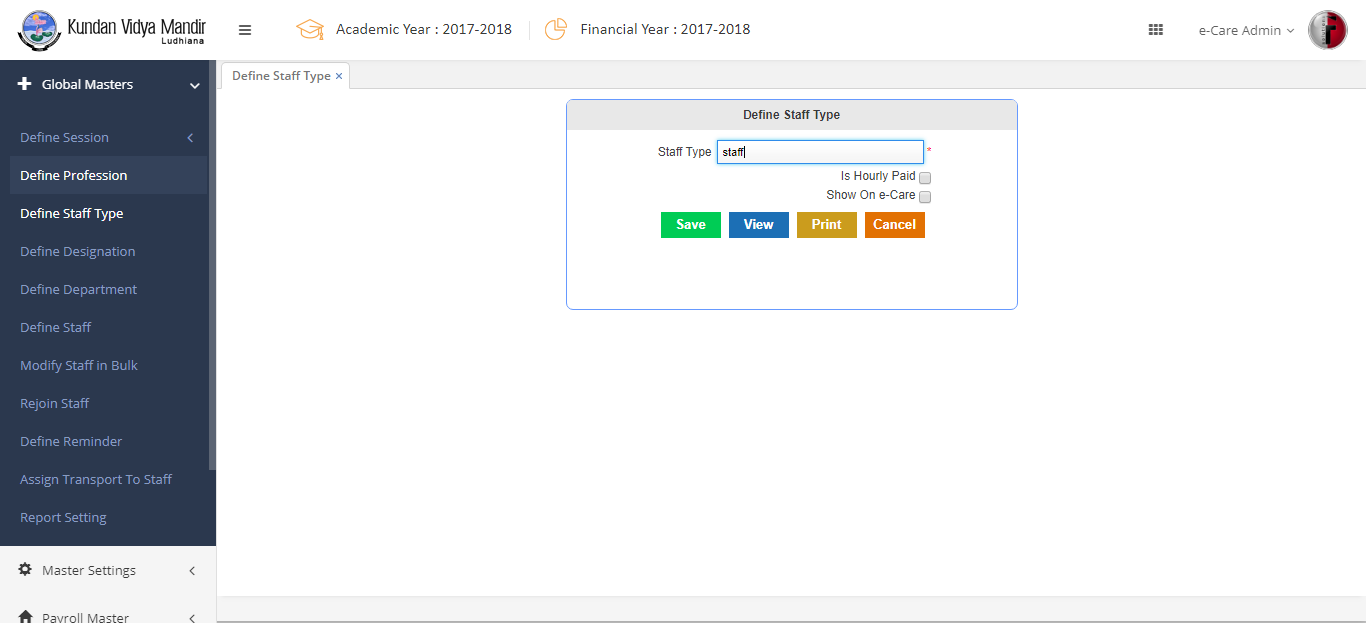 Kundan Vidya Mandir
Ludhiana
Academic Year : 2017-2018
Financial Year : 2017-2018
e-Care Admin
Global Masters
Define Session
Define Profession
Define Staff Type
Define Designation
Define Department
Define Staff
Modify Staff in Bulk
Rejoin Staff
Define Reminder
Assign Transport To Staff
Report Setting
Master Settings
Payroll Master
Define Staff Type ×
Define Staff Type
Staff Type staff *
Is Hourly Paid
Show On e-Care
Save View Print Cancel